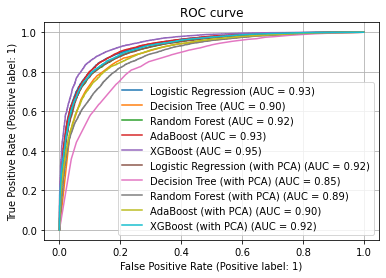 ROC curve
True Positive Rate (Positive label: 1)
1.0
0.8
0.6
0.4
0.2
0.0
Logistic Regression (AUC = 0.93)
Decision Tree (AUC = 0.90)
Random Forest (AUC = 0.92)
AdaBoost (AUC = 0.93)
XGBoost (AUC = 0.95)
Logistic Regression (with PCA) (AUC = 0.92)
Decision Tree (with PCA) (AUC = 0.85)
Random Forest (with PCA) (AUC = 0.89)
AdaBoost (with PCA) (AUC = 0.90)
XGBoost (with PCA) (AUC = 0.92)
0.0 0.2 0.4 0.6 0.8 1.0
False Positive Rate (Positive label: 1)